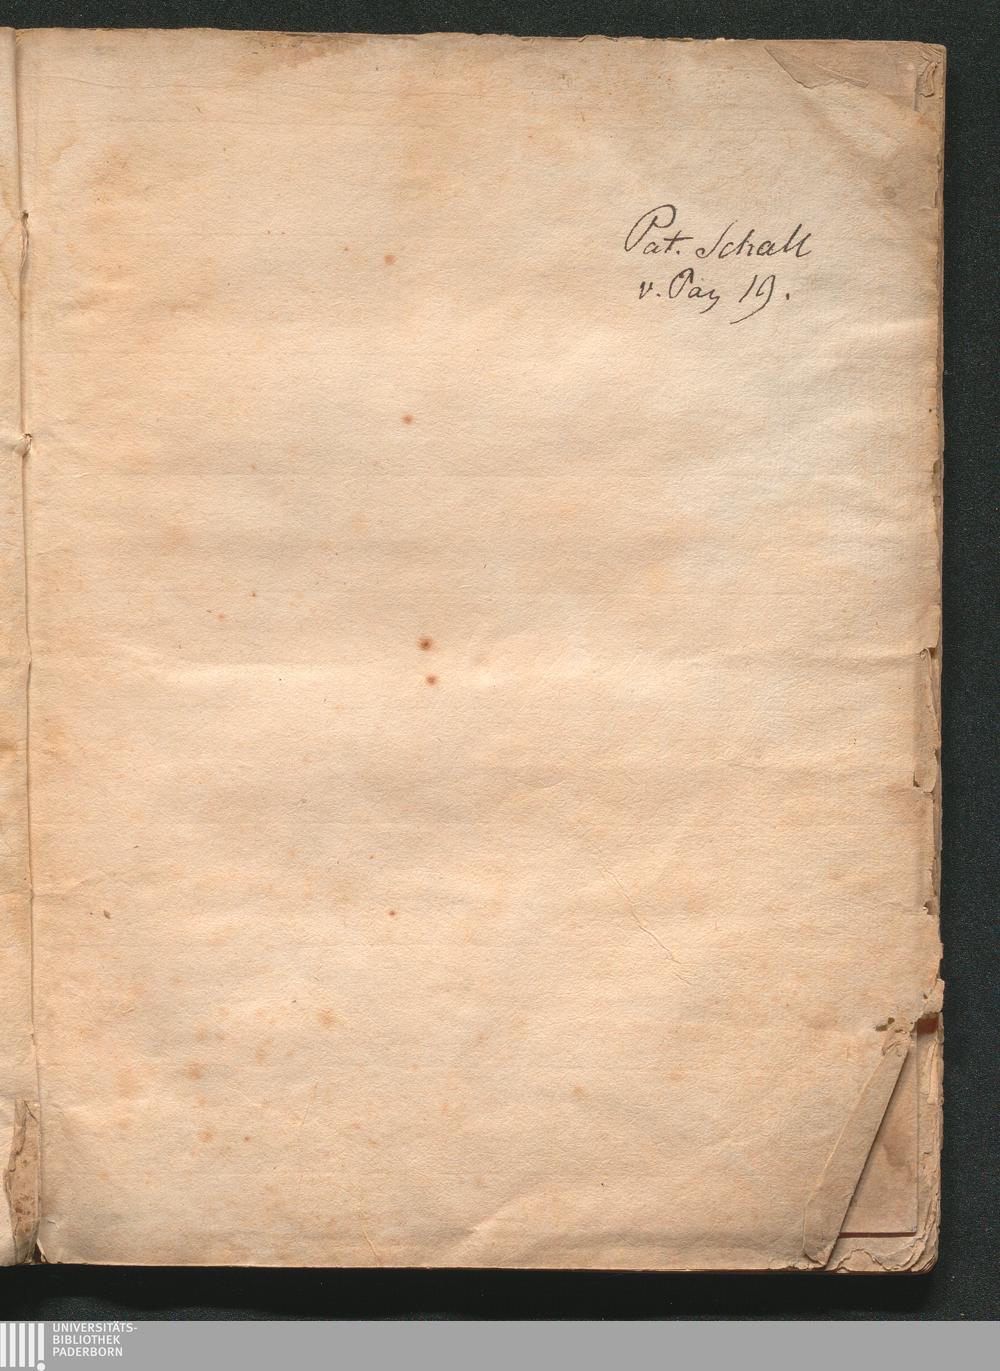 Pat. Schall
v. Pag 19.
UNIVERSITÄTS-
BIBLIOTHEK
PADERBORN